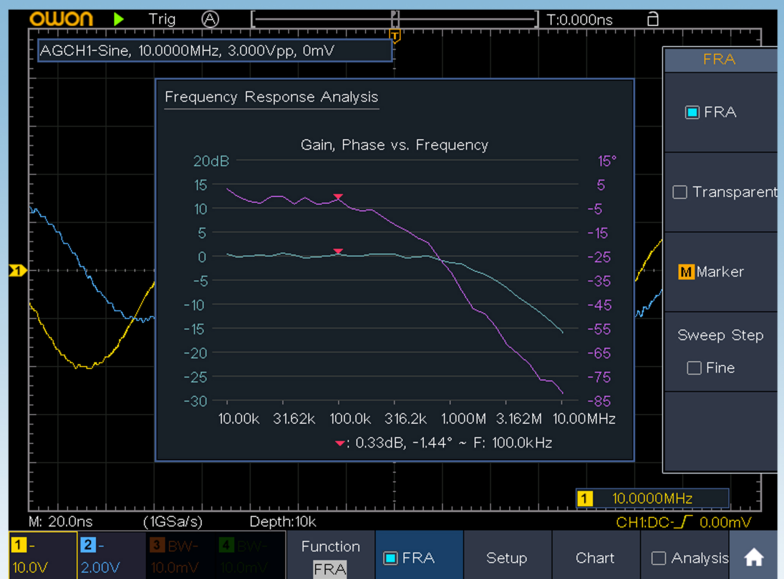 OWON Trig A T:0.000ns
T
AGCH1-Sine, 10.0000MHz, 3.000Vpp, 0mV
FRA
FRA
Transparent
M Marker
Sweep Step
Fine
Frequency Response Analysis
Gain, Phase vs. Frequency
20dB 15°
15 5
10 -5
5 -15
0 -25
-5 -35
-10 -45
-15 -55
-20 -65
-25 -75
-30 -85
10.00k 31.62k 100.0k 316.2k 1.000M 3.162M 10.00MHz
: 0.33dB, -1.44° ~ F: 100.0kHz
1
1 10.0000MHz
M: 20.0ns (1GSa/s) Depth:10k CH1:DC- 0.00mV
1 - 2 - 3 BW- 4 BW-
10.0V 2.00V 10.0mV 10.0mV
Function
FRA
FRA Setup Chart Analysis